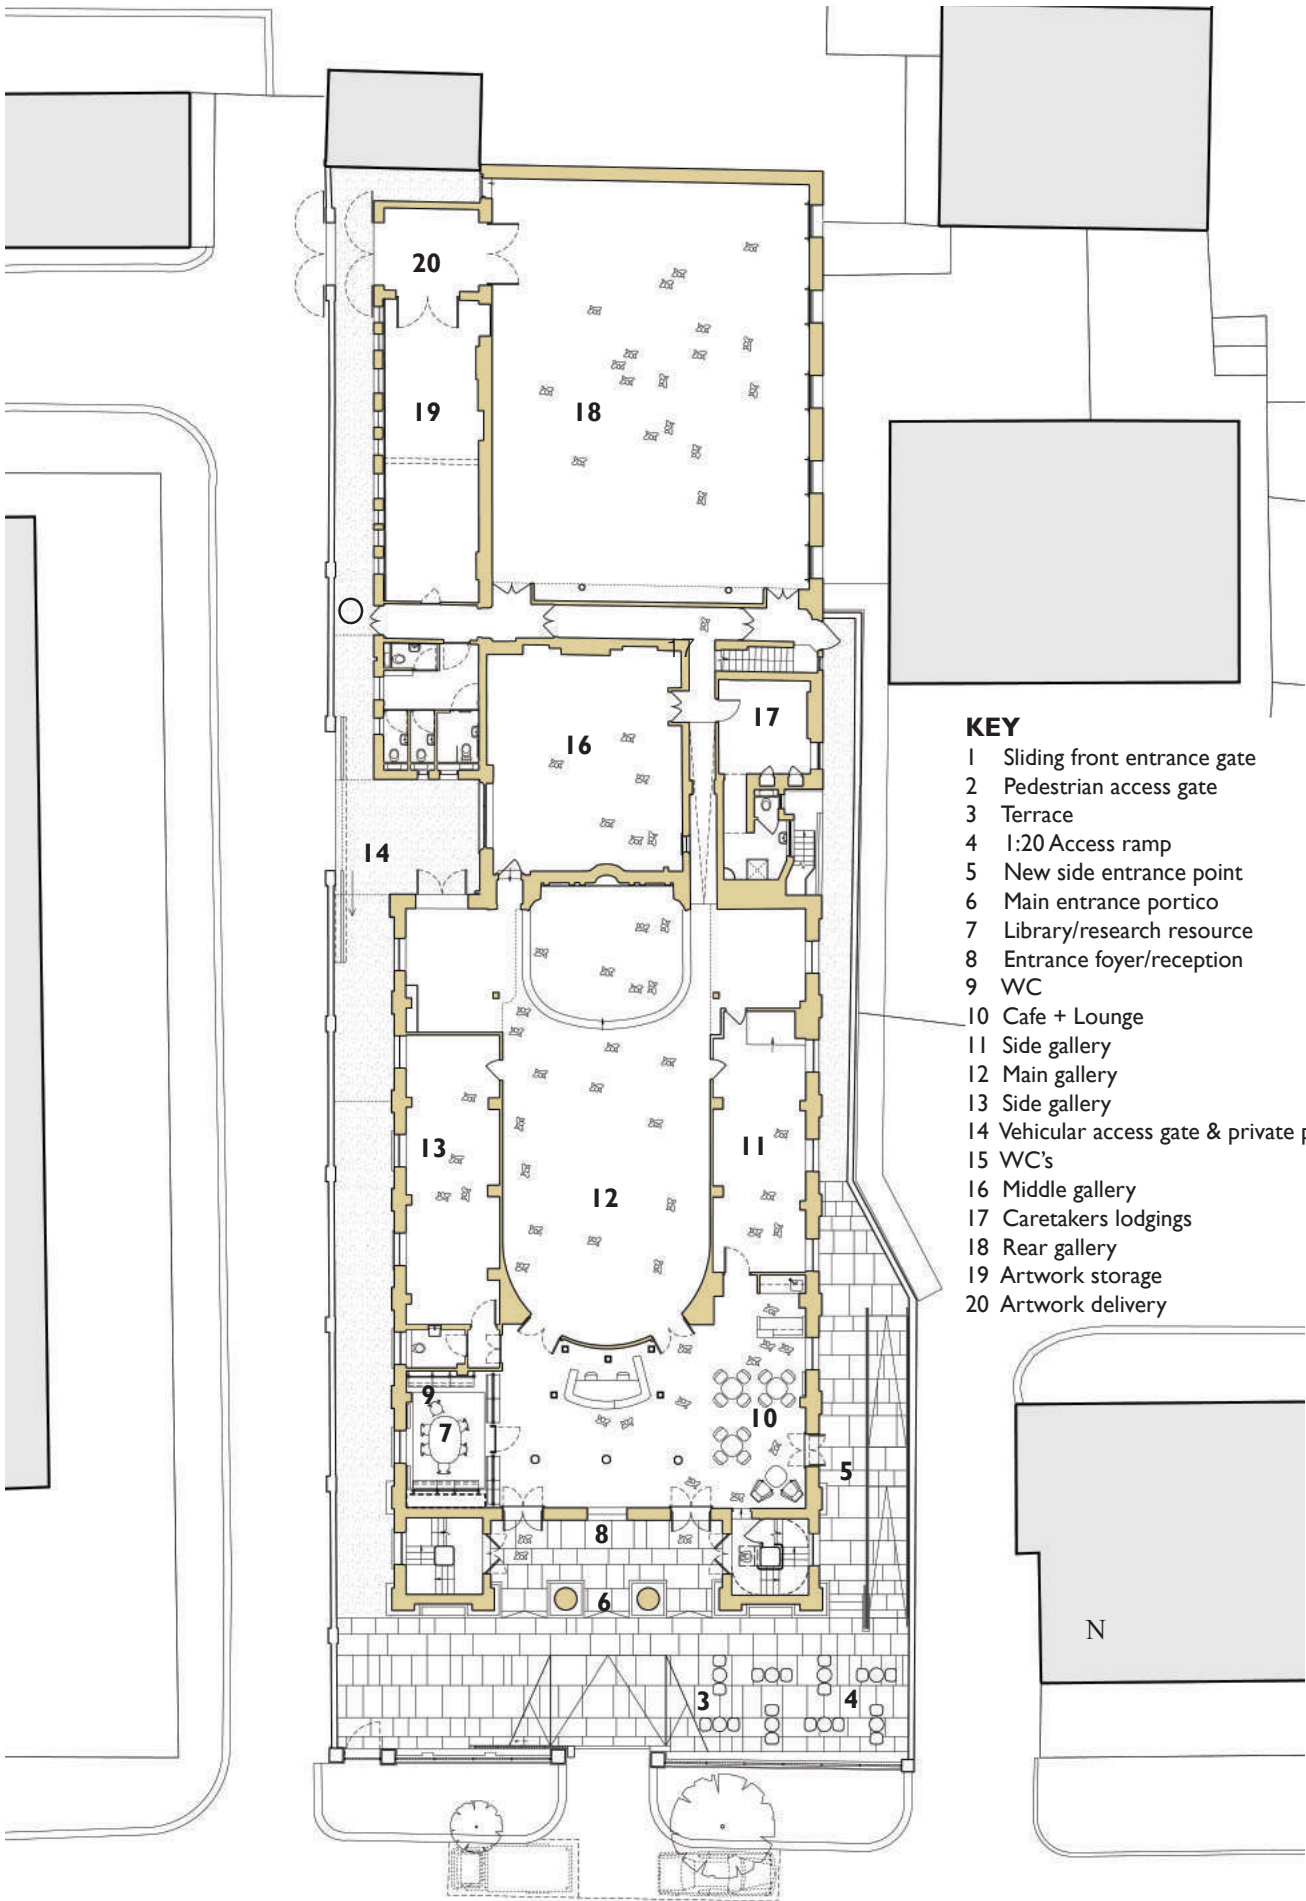 20
19
18
17
16
14
13
11
12
9
7
10
5
8
6
3
4
N
KEY
1 Sliding front entrance gate
2 Pedestrian access gate
3 Terrace
4 1:20 Access ramp
5 New side entrance point
6 Main entrance portico
7 Library/research resource
8 Entrance foyer/reception
9 WC
10 Cafe + Lounge
11 Side gallery
12 Main gallery
13 Side gallery
14 Vehicular access gate & private p
15 WC's
16 Middle gallery
17 Caretakers lodgings
18 Rear gallery
19 Artwork storage
20 Artwork delivery